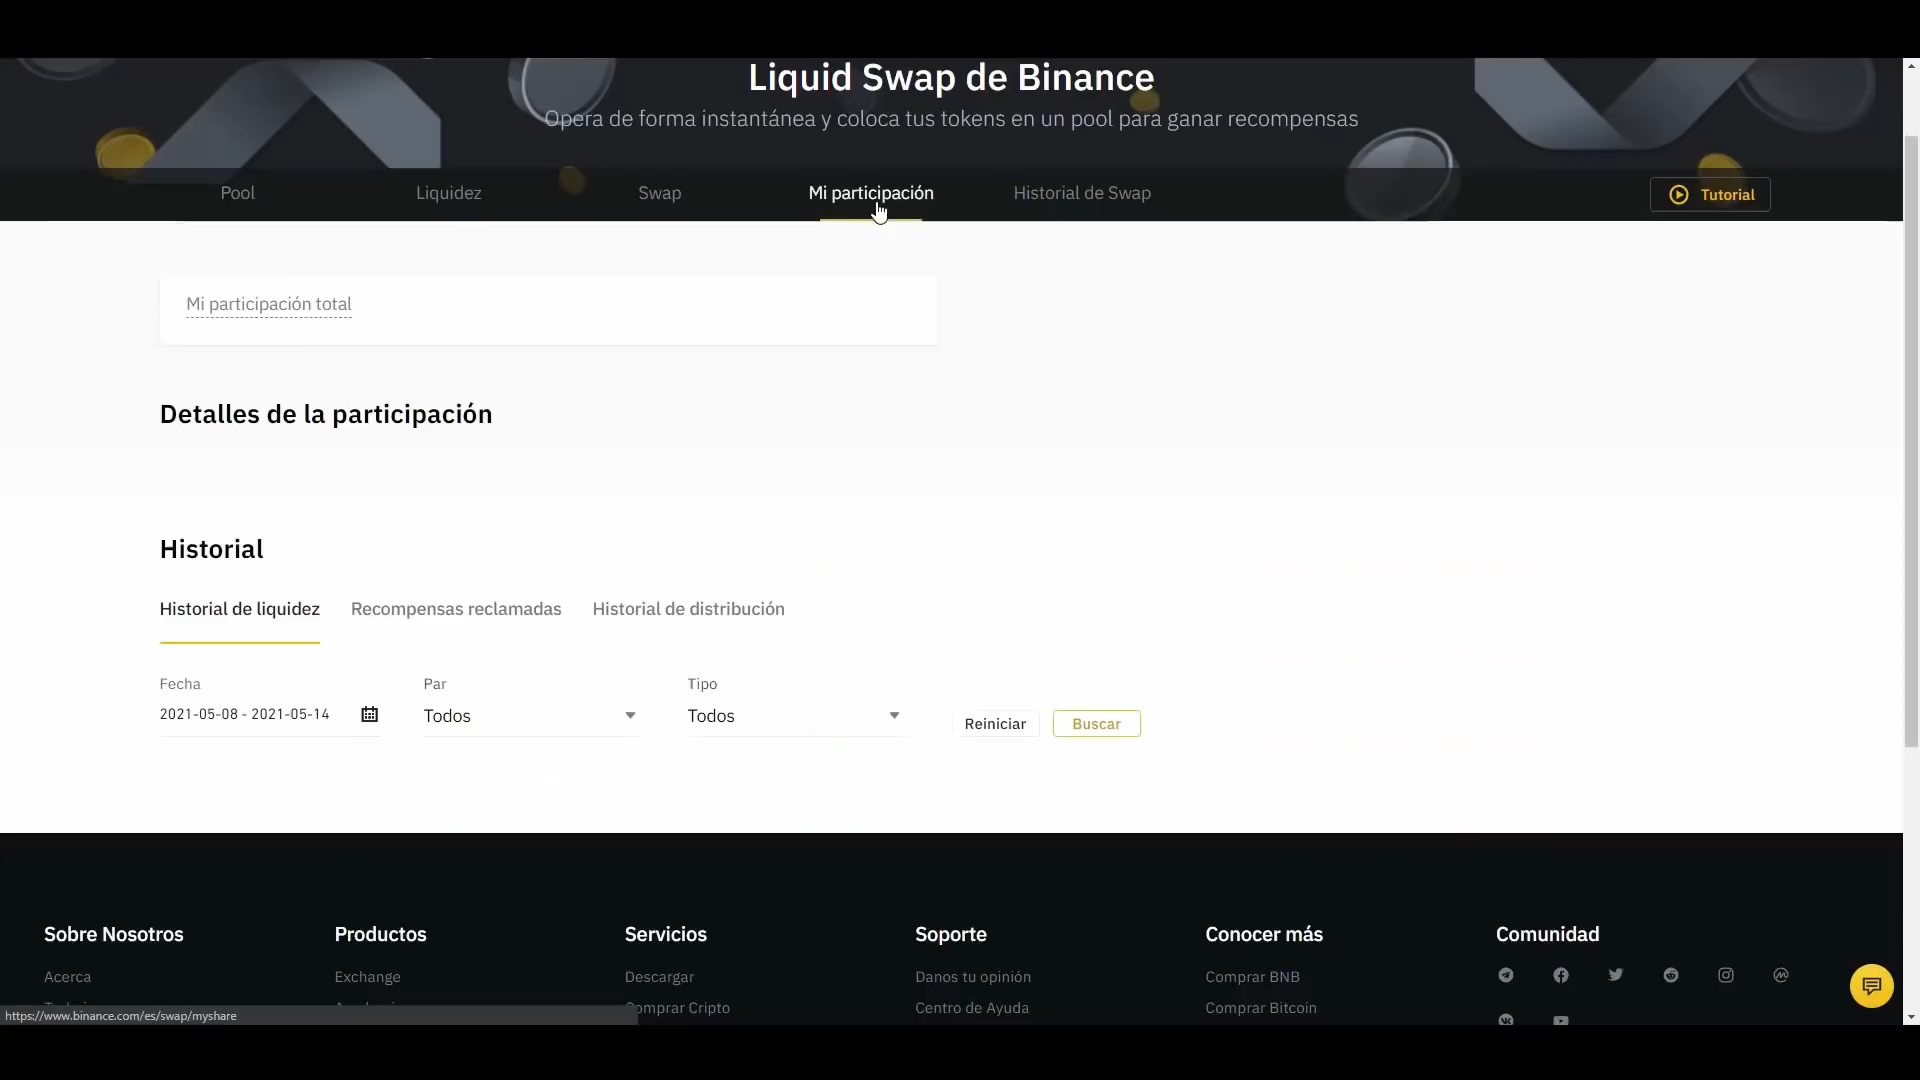 Liquid Swap de Binance
Opera de forma instantánea y coloca tus tokens en un pool para ganar recompensas
Pool Liquidez Swap Mi participación Historial de Swap Tutorial
Mi participación total
Detalles de la participación
Historial
Historial de liquidez Recompensas reclamadas Historial de distribución
Fecha Par Tipo
2021-05-08 - 2021-05-14 Todos Todos Reiniciar Buscar
Sobre Nosotros Productos Servicios Soporte Conocer más Comunidad
Acerca Exchange Descargar Danos tu opinión Comprar BNB
Comprar Cripto Centro de Ayuda Comprar Bitcoin
https://www.binance.com/es/swap/myshare